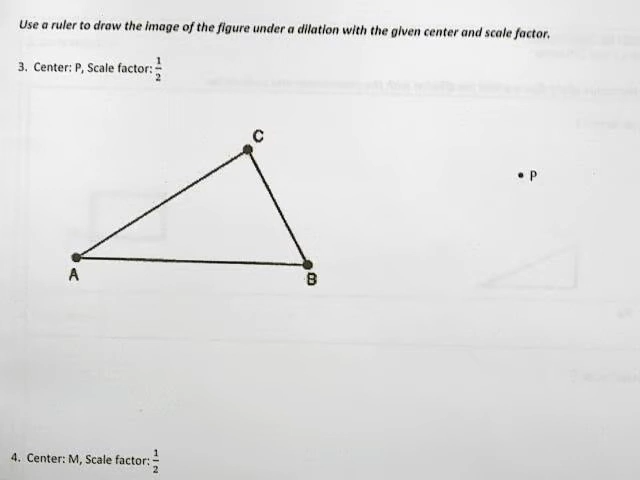 Use a ruler to draw the image of the figure under a dilation with the given center and scale factor.
3. Center: P, Scale factor: 1/2
C
P
A
B
4. Center: M, Scale factor: 1/2